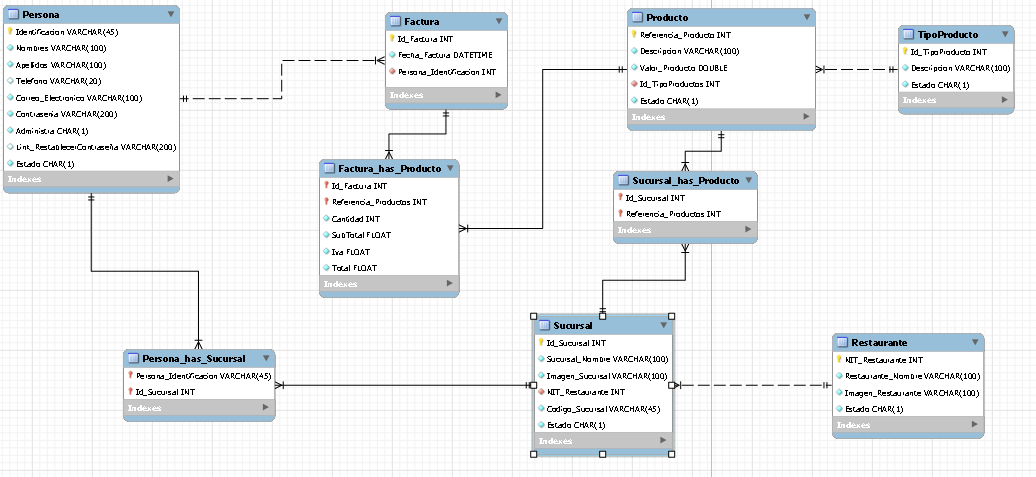 Persona
Identificacion VARCHAR(45)
Nombres VARCHAR(100)
Apellidos VARCHAR(100)
Telefono VARCHAR(20)
Correo_Electronico VARCHAR(100)
Contraseña VARCHAR(200)
Administra CHAR(1)
Link_RestablecerContraseña VARCHAR(200)
Estado CHAR(1)
Indexes
Factura
Id_Factura INT
Fecha_Factura DATETIME
Persona_Identificacion INT
Indexes
Producto
Referencia_Producto INT
Descripcion VARCHAR(100)
Valor_Producto DOUBLE
Id_TipoProductos INT
Estado CHAR(1)
Indexes
TipoProducto
Id_TipoProducto INT
Descripcion VARCHAR(100)
Estado CHAR(1)
Indexes
Factura_has_Producto
Id_Factura INT
Referencia_Productos INT
Cantidad INT
SubTotal FLOAT
Iva FLOAT
Total FLOAT
Indexes
Sucursal_has_Producto
Id_Sucursal INT
Referencia_Productos INT
Indexes
Persona_has_Sucursal
Persona_Identificacion VARCHAR(45)
Id_Sucursal INT
Indexes
Sucursal
Id_Sucursal INT
Sucursal_Nombre VARCHAR(100)
Imagen_Sucursal VARCHAR(100)
NIT_Restaurante INT
Codigo_Sucursal VARCHAR(45)
Estado CHAR(1)
Indexes
Restaurante
NIT_Restaurante INT
Restaurante_Nombre VARCHAR(100)
Imagen_Restaurante VARCHAR(100)
Estado CHAR(1)
Indexes